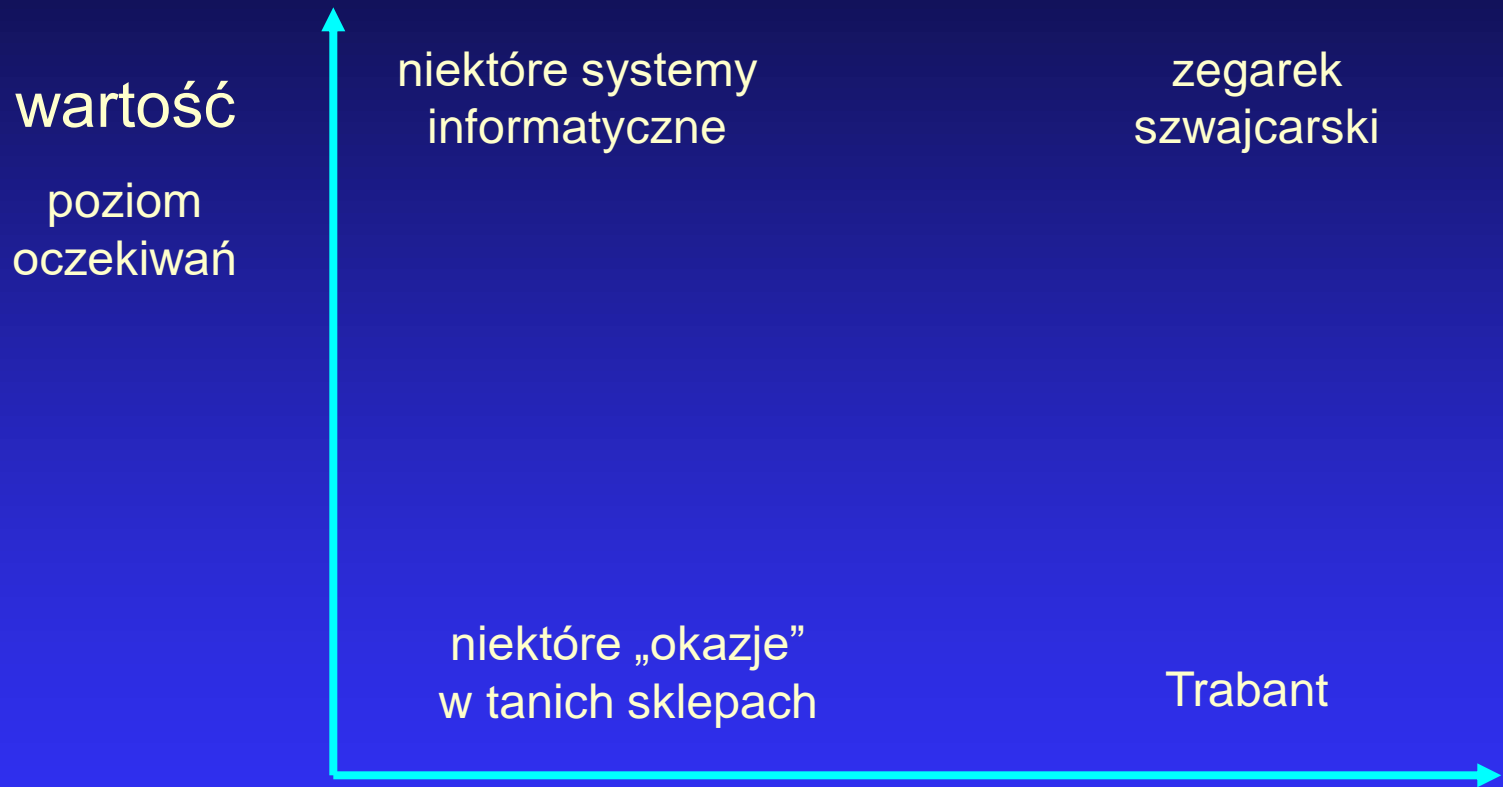 wartość
poziom
oczekiwań
niektóre systemy
informatyczne
zegarek
szwajcarski
niektóre „okazje”
w tanich sklepach
Trabant